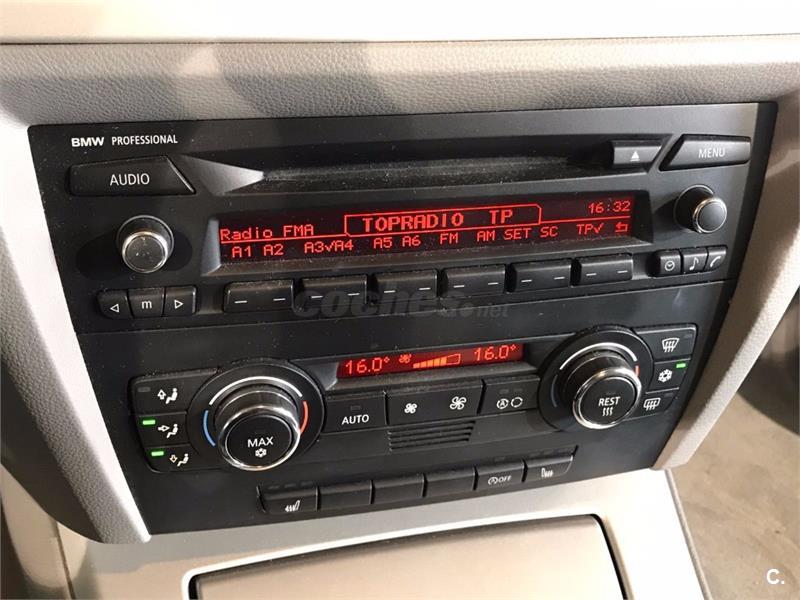 BMW PROFESSIONAL
AUDIO
MENU
TOPRADIO TP
16:32
Radio FMA
A1 A2 A3✓A4 A5 A6 FM AM SET SC TP✓
m
coches.net
16.0° 16.0°
AUTO
MAX
REST
OFF
C.